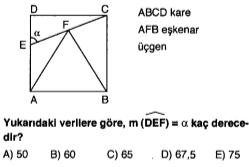 D
C
ABCD kare
F
AFB eşkenar
üçgen
E
α
A
B
Yukarıdaki verilere göre, m (DEF) = α kaç derece-
dir?
A) 50 B) 60 C) 65 D) 67,5 E) 75